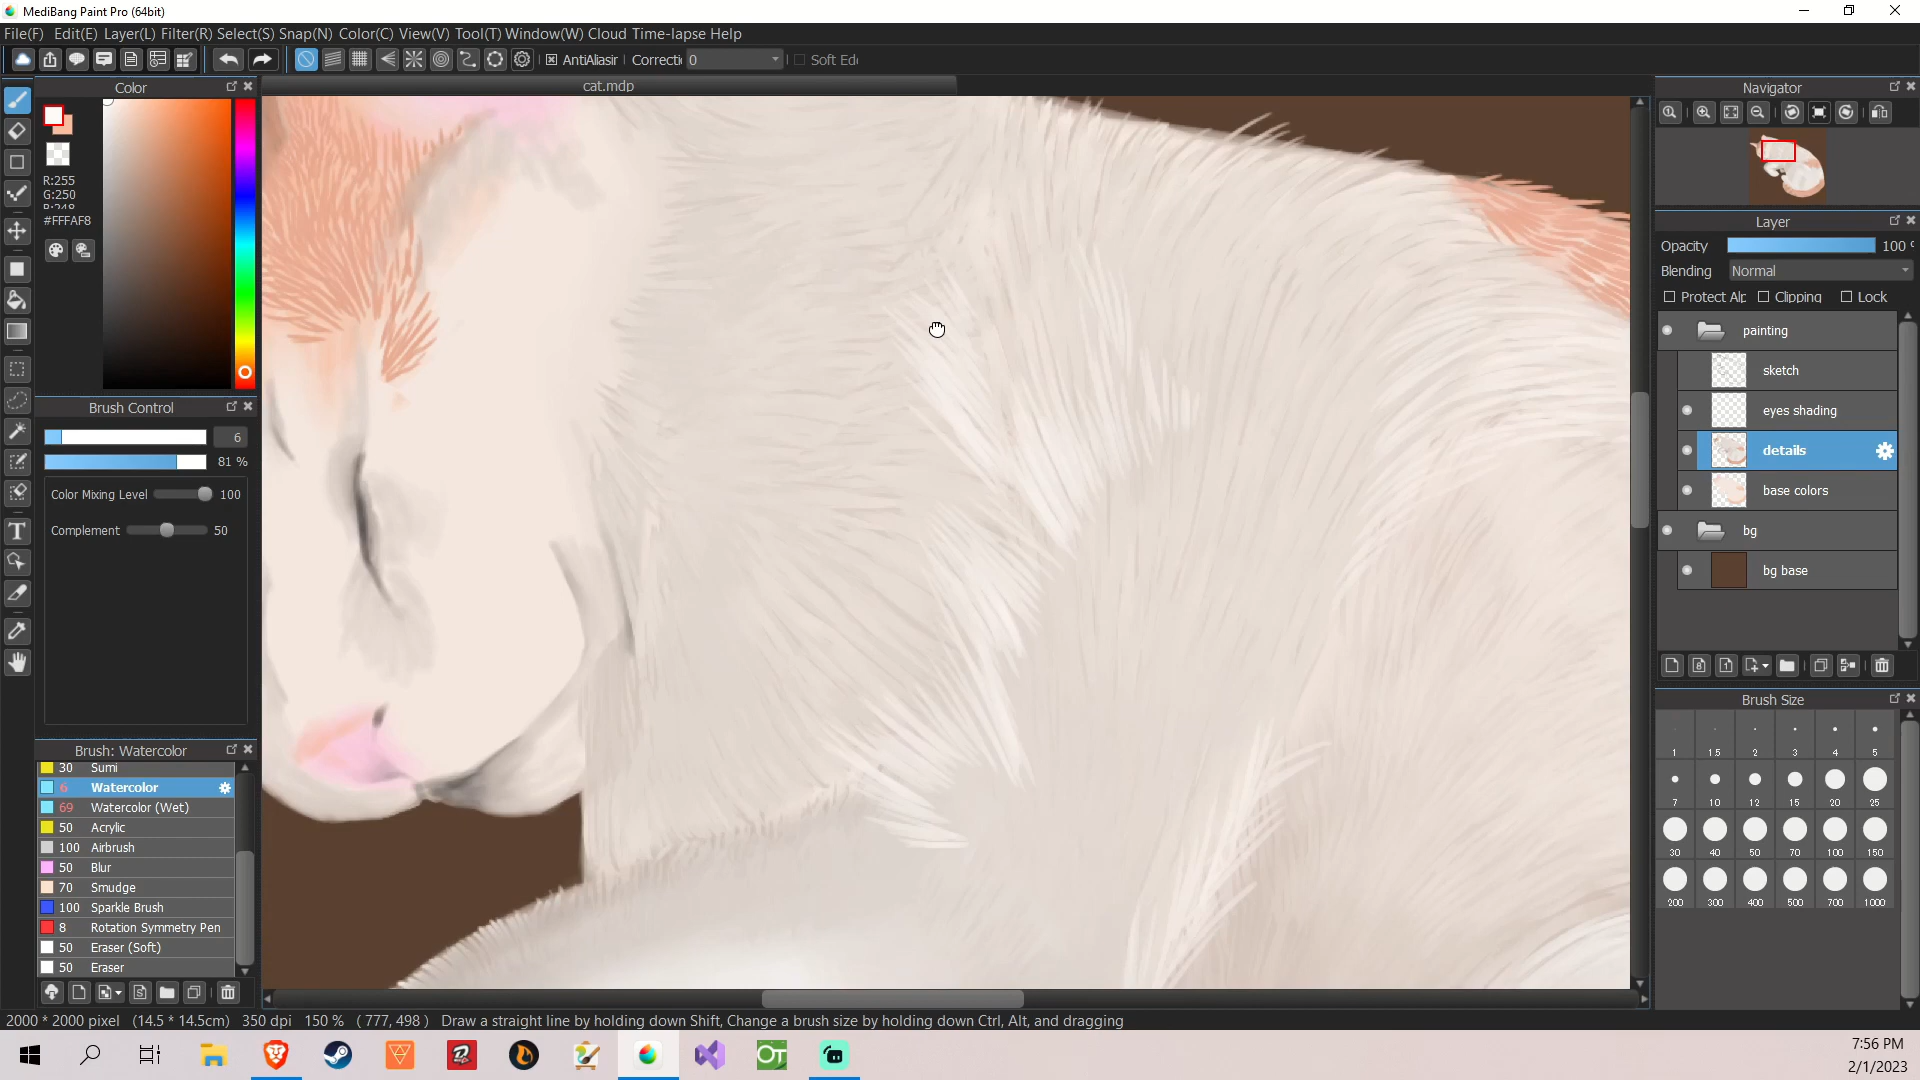 MediBang Paint Pro (64bit)
File(F) Edit(E) Layer(L) Filter(R) Select(S) Snap(N) Color(C) View(V) Tool(T) Window(W) Cloud Time-lapse Help
AntiAliasir Correctic 0 Soft Ed
Color
cat.mdp
Navigator
R:255
G:250
B:248
#FFFAF8
Layer
Opacity 100
Blending Normal
Protect Alp Clipping Lock
painting
sketch
eyes shading
details
base colors
bg
bg base
Brush Control
6
81 %
Color Mixing Level 100
Complement 50
Brush: Watercolor
30 Sumi
6 Watercolor
69 Watercolor (Wet)
50 Acrylic
100 Airbrush
50 Blur
70 Smudge
100 Sparkle Brush
8 Rotation Symmetry Pen
50 Eraser (Soft)
50 Eraser
Brush Size
1 1.5 2 3 4 5
7 10 12 15 20 25
30 40 50 70 100 150
200 300 400 500 700 1000
2000 * 2000 pixel (14.5 * 14.5cm) 350 dpi 150 % ( 777, 498 ) Draw a straight line by holding down Shift, Change a brush size by holding down Ctrl, Alt, and dragging
OT
7:56 PM
2/1/2023